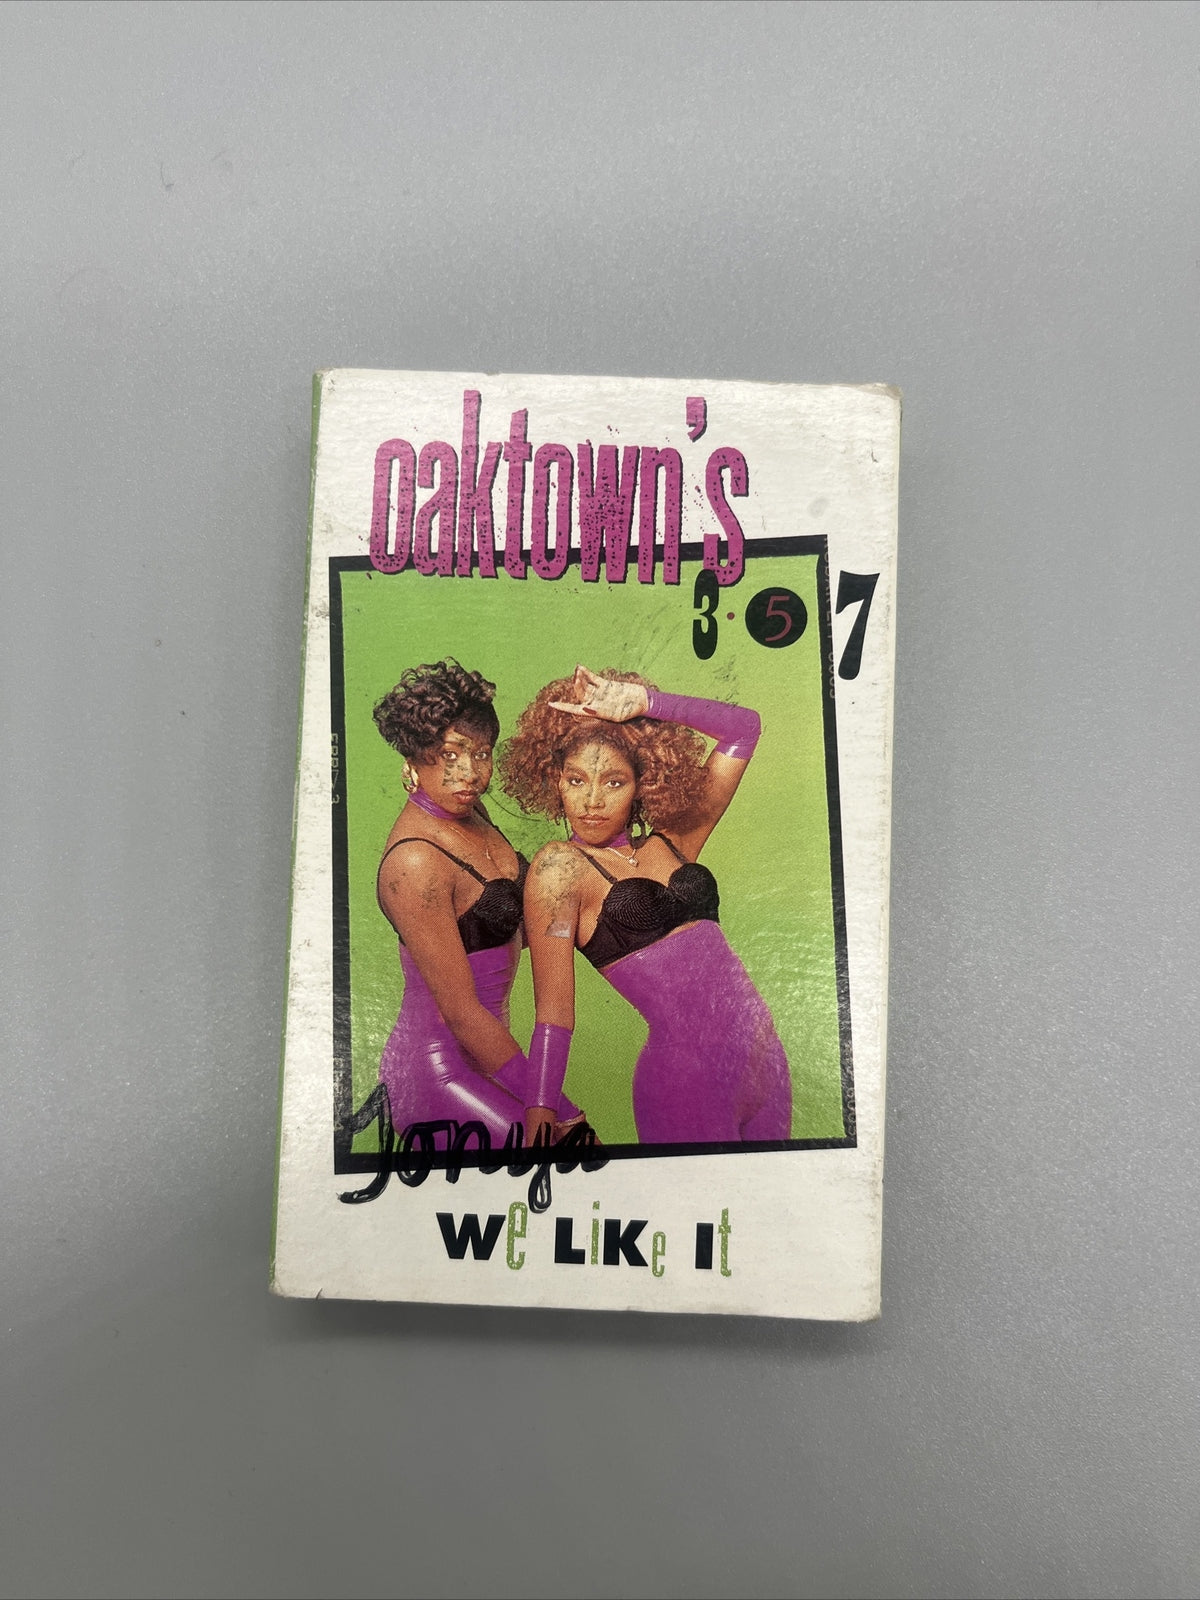 oaktown's
3·5 7
Tonya
We Like It